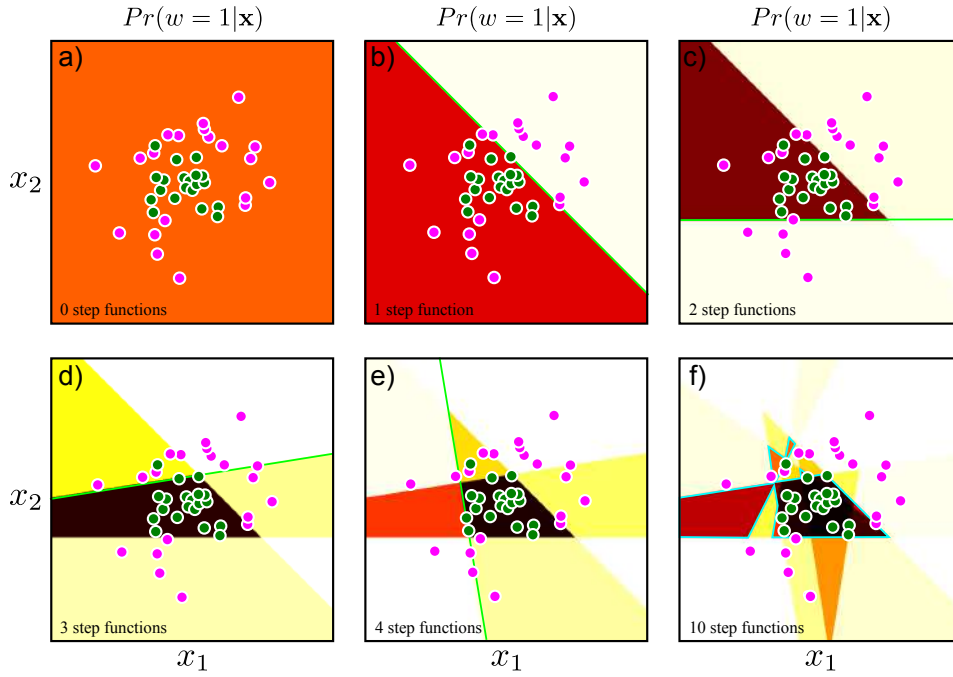 Pr(w = 1|x) Pr(w = 1|x) Pr(w = 1|x)
a) b) c)
x₂
0 step functions 1 step function 2 step functions
d) e) f)
x₂
3 step functions 4 step functions 10 step functions
x₁ x₁ x₁